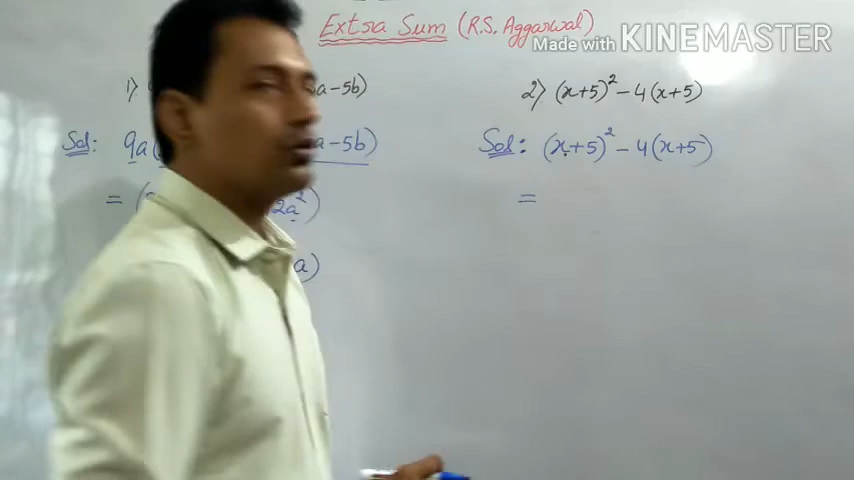 Extra Sum (R.S. Aggarwal)
Made with KINEMASTER
1) a-5b)
2) (x+5)² - 4(x+5)
Sol: 9a( a-5b)
= ( 2a²)
a)
Sol: (x+5)² - 4(x+5)
=